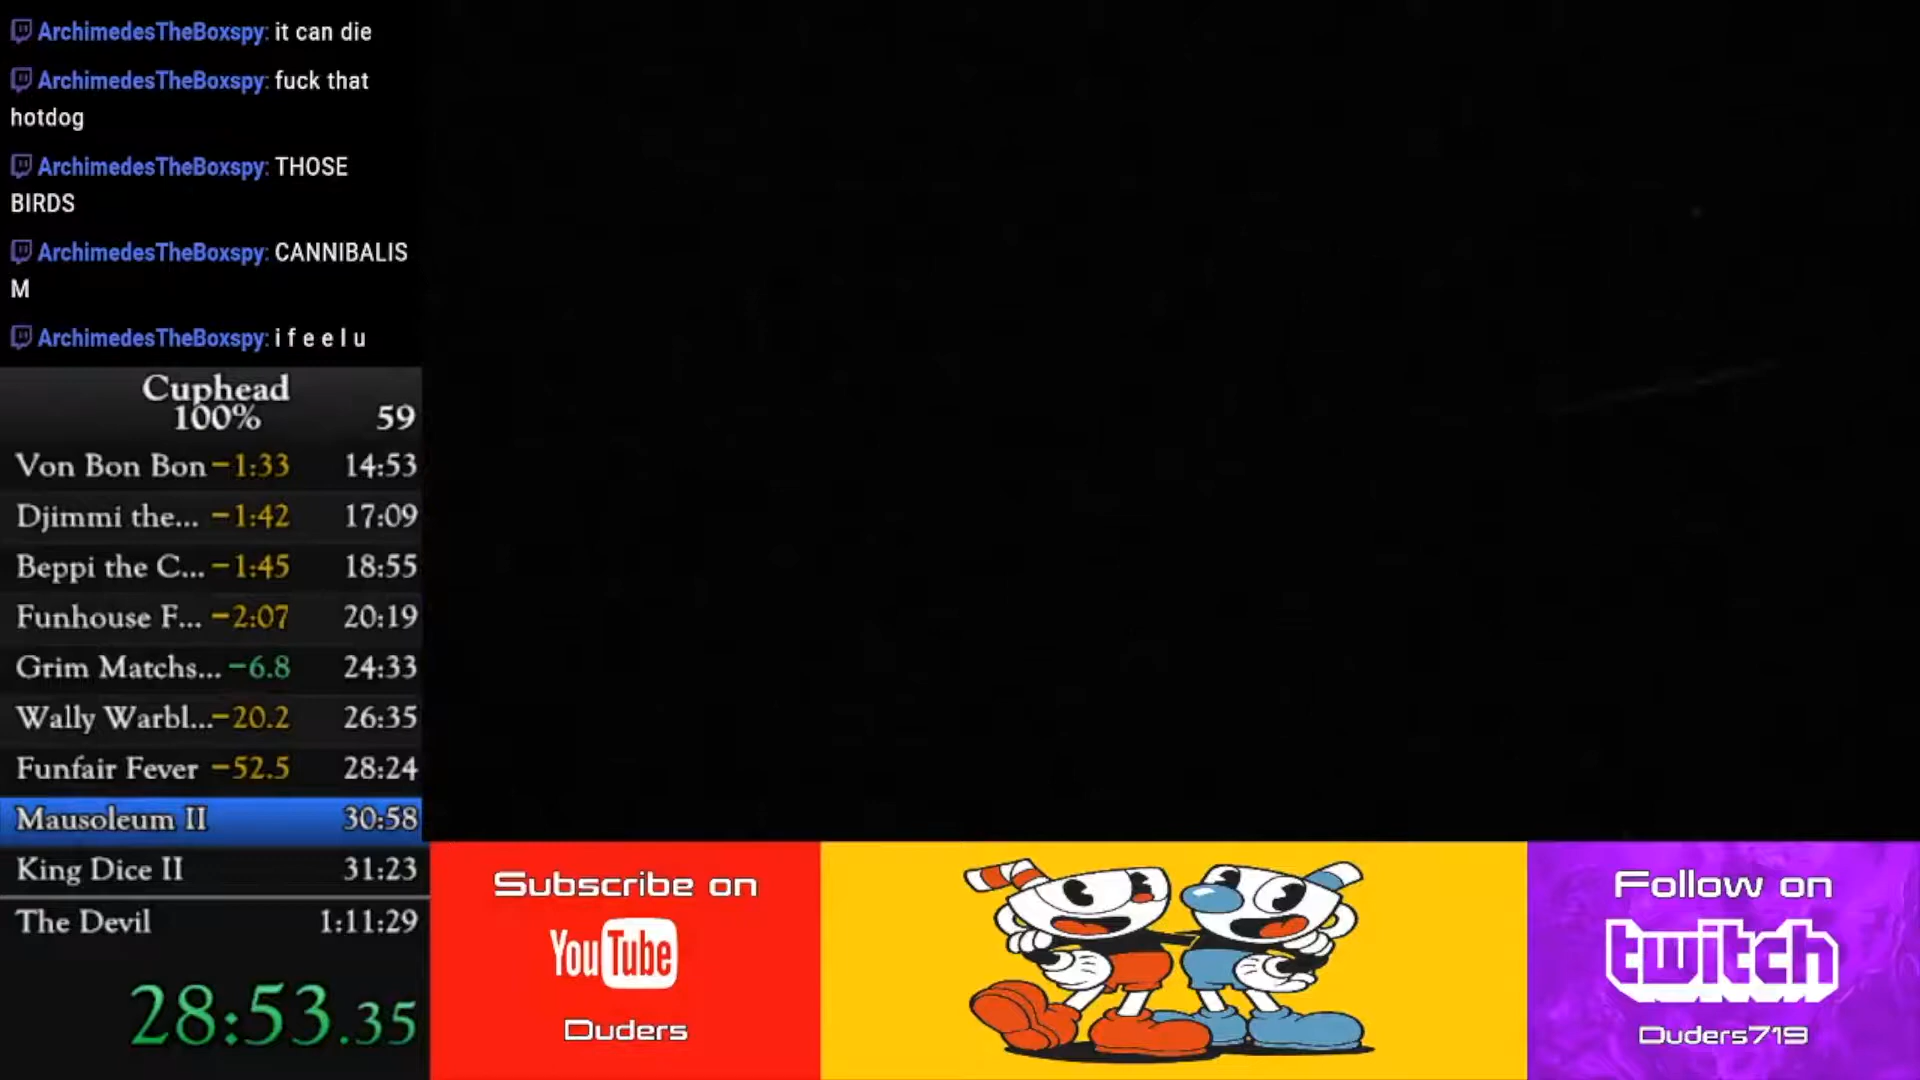 ArchimedesTheBoxspy: it can die
ArchimedesTheBoxspy: fuck that
hotdog
ArchimedesTheBoxspy: THOSE
BIRDS
ArchimedesTheBoxspy: CANNIBALIS
M
ArchimedesTheBoxspy: i f e e l u
Cuphead
100% 59
Von Bon Bon -1:33 14:53
Djimmi the... -1:42 17:09
Beppi the C... -1:45 18:55
Funhouse F... -2:07 20:19
Grim Matchs... -6.8 24:33
Wally Warbl... -20.2 26:35
Funfair Fever -52.5 28:24
Mausoleum II 30:58
King Dice II 31:23
The Devil 1:11:29
28:53.35
Subscribe on
YouTube
Duders
Follow on
twitch
Duders719